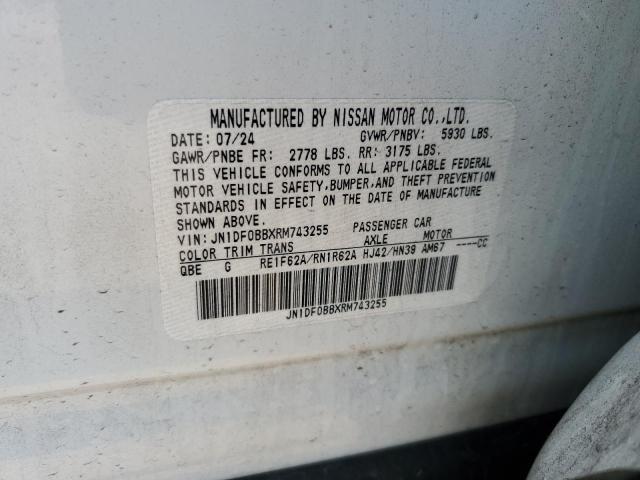 MANUFACTURED BY NISSAN MOTOR CO.,LTD.
DATE: 07/24 GVWR/PNBV: 5930 LBS.
GAWR/PNBE FR: 2778 LBS. RR: 3175 LBS.
THIS VEHICLE CONFORMS TO ALL APPLICABLE FEDERAL
MOTOR VEHICLE SAFETY, BUMPER, AND THEFT PREVENTION
STANDARDS IN EFFECT ON THE DATE OF MANUFACTURE
SHOWN ABOVE.
VIN: JN1DF0BBXRM743255 PASSENGER CAR
COLOR TRIM TRANS AXLE MOTOR
QBE G RE1F62A/RN1R62A HJ42/HN38 AM67 ----CC
JN1DF0BBXRM743255